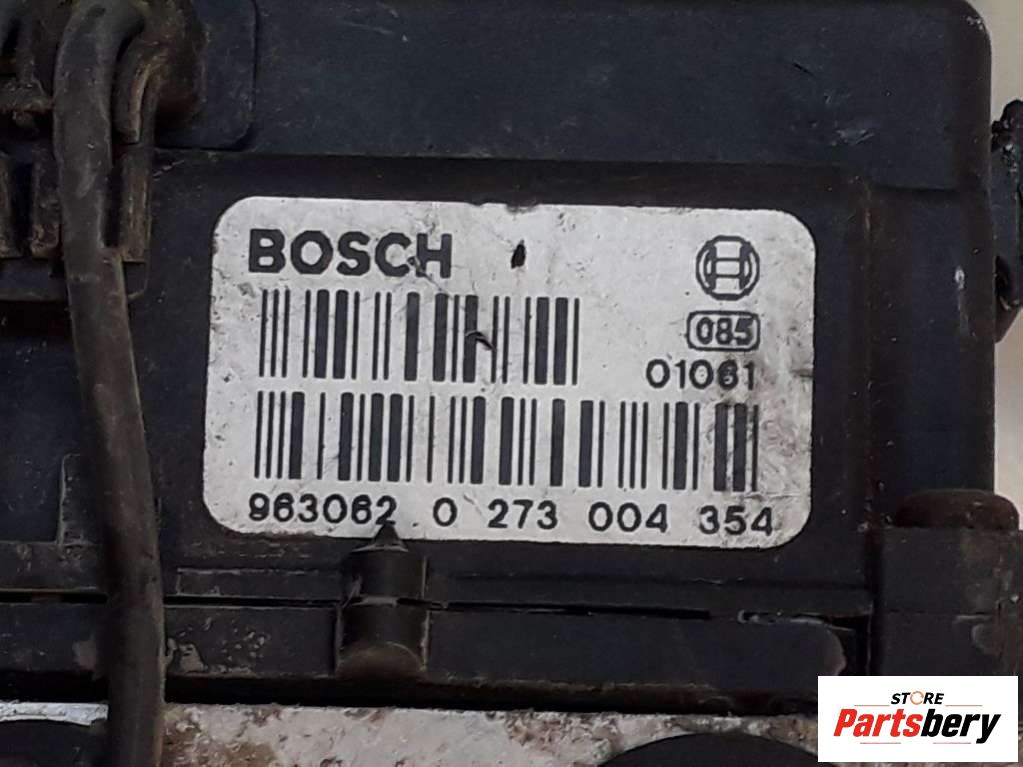 BOSCH
085
01061
963062 0 273 004 354
STORE
Partsbery